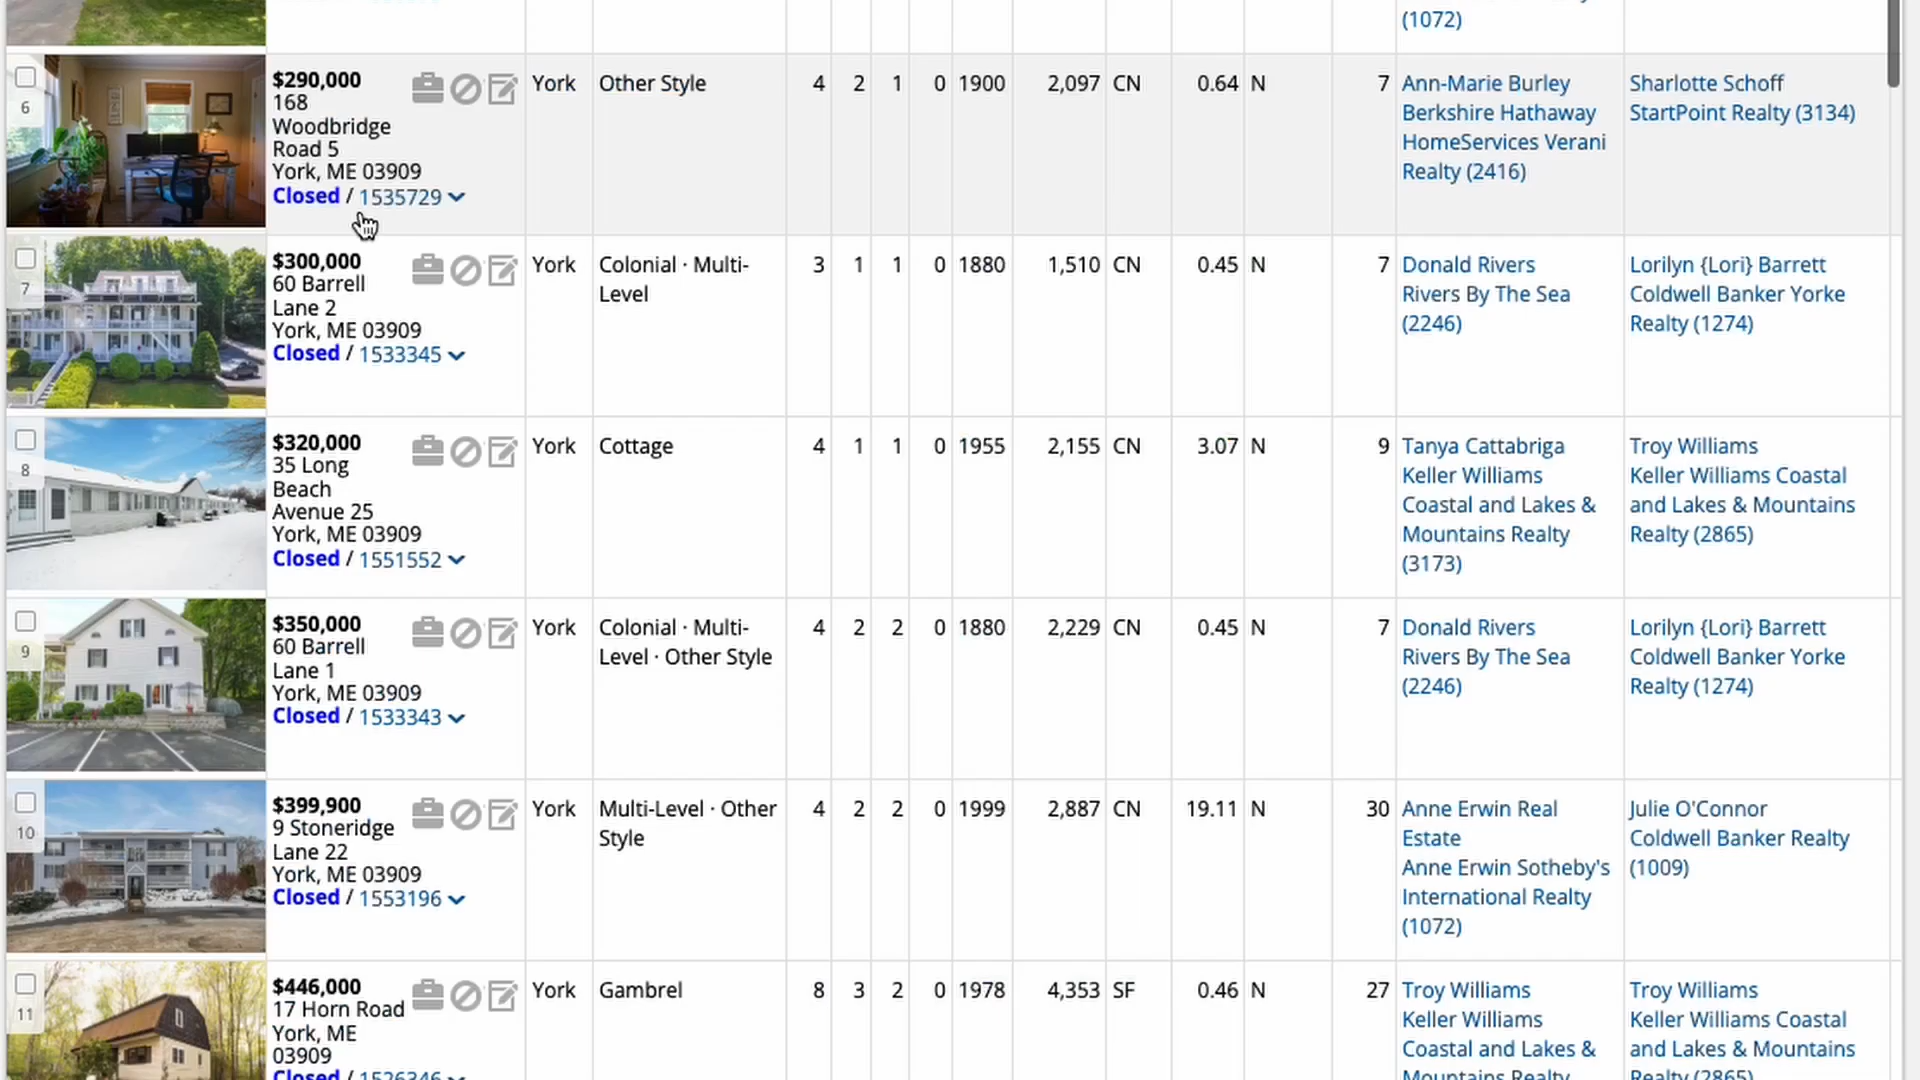 (1072)
6
$290,000
168
Woodbridge
Road 5
York, ME 03909
Closed / 1535729
York
Other Style
4
2
1
0
1900
2,097
CN
0.64
N
7
Ann-Marie Burley
Berkshire Hathaway
HomeServices Verani
Realty (2416)
Sharlotte Schoff
StartPoint Realty (3134)
7
$300,000
60 Barrell
Lane 2
York, ME 03909
Closed / 1533345
York
Colonial · Multi-
Level
3
1
1
0
1880
1,510
CN
0.45
N
7
Donald Rivers
Rivers By The Sea
(2246)
Lorilyn {Lori} Barrett
Coldwell Banker Yorke
Realty (1274)
8
$320,000
35 Long
Beach
Avenue 25
York, ME 03909
Closed / 1551552
York
Cottage
4
1
1
0
1955
2,155
CN
3.07
N
9
Tanya Cattabriga
Keller Williams
Coastal and Lakes &
Mountains Realty
(3173)
Troy Williams
Keller Williams Coastal
and Lakes & Mountains
Realty (2865)
9
$350,000
60 Barrell
Lane 1
York, ME 03909
Closed / 1533343
York
Colonial · Multi-
Level · Other Style
4
2
2
0
1880
2,229
CN
0.45
N
7
Donald Rivers
Rivers By The Sea
(2246)
Lorilyn {Lori} Barrett
Coldwell Banker Yorke
Realty (1274)
10
$399,900
9 Stoneridge
Lane 22
York, ME 03909
Closed / 1553196
York
Multi-Level · Other
Style
4
2
2
0
1999
2,887
CN
19.11
N
30
Anne Erwin Real
Estate
Anne Erwin Sotheby's
International Realty
(1072)
Julie O'Connor
Coldwell Banker Realty
(1009)
11
$446,000
17 Horn Road
York, ME
03909
Closed / 1526346
York
Gambrel
8
3
2
0
1978
4,353
SF
0.46
N
27
Troy Williams
Keller Williams
Coastal and Lakes &
Mountains Realty
Troy Williams
Keller Williams Coastal
and Lakes & Mountains
Realty (2865)